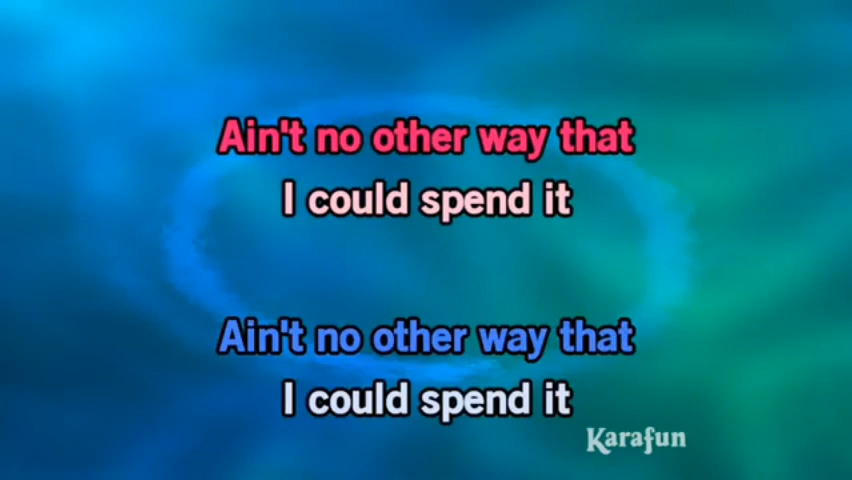 Ain't no other way that
I could spend it
Ain't no other way that
I could spend it
Karafun